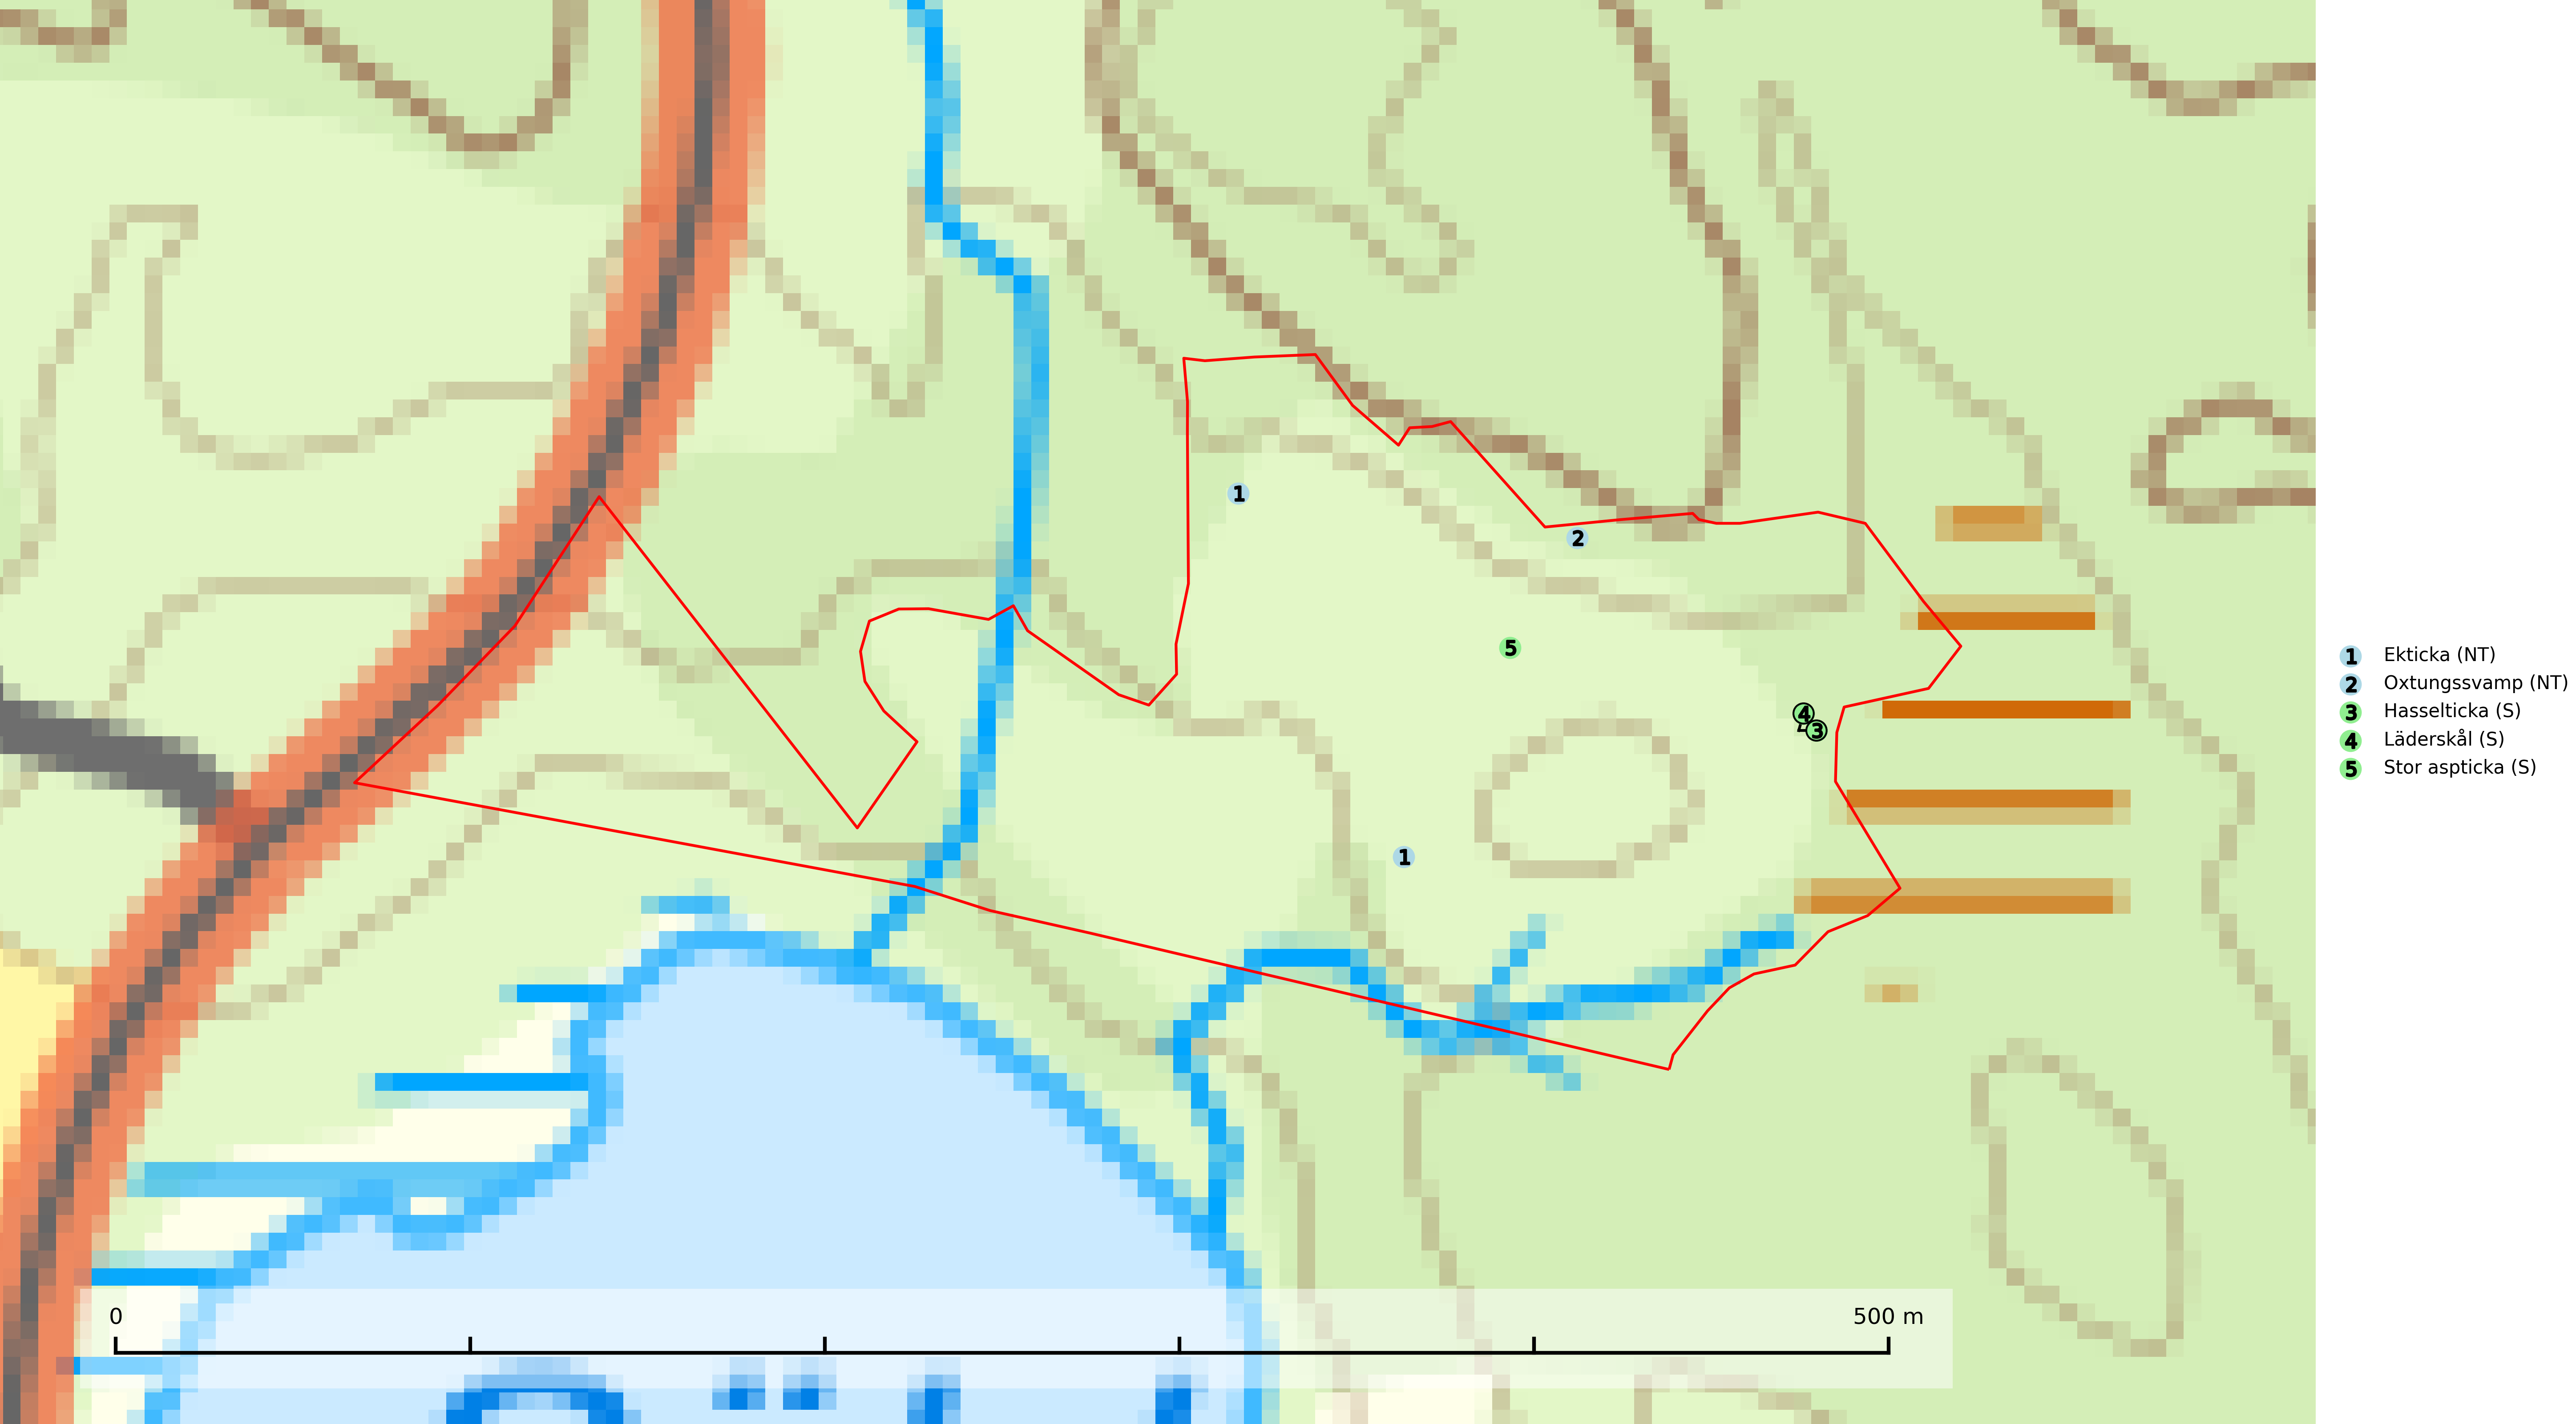 1
2
5
4
3
1
1 Ekticka (NT)
2 Oxtungssvamp (NT)
3 Hasselticka (S)
4 Läderskål (S)
5 Stor aspticka (S)
0 500 m